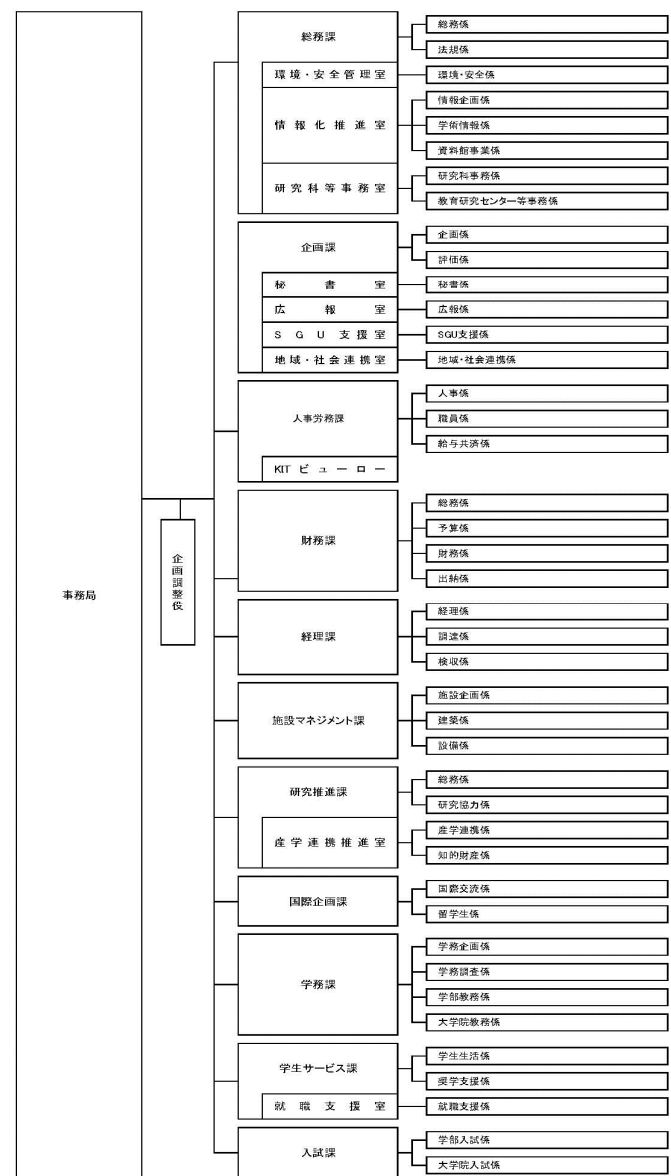 事務局
企画調整役
総務課
総務係
法規係
環境・安全管理室
環境・安全係
情報化推進室
情報企画係
学術情報係
資料館事業係
研究科等事務室
研究科事務係
教育研究センター等事務係
企画課
企画係
評価係
秘書室
秘書係
広報室
広報係
SGU支援室
SGU支援係
地域・社会連携室
地域・社会連携係
人事労務課
人事係
職員係
給与共済係
KITビューロー
財務課
総務係
予算係
財務係
出納係
経理課
経理係
調達係
検収係
施設マネジメント課
施設企画係
建築係
設備係
研究推進課
総務係
研究協力係
産学連携推進室
産学連携係
知的財産係
国際企画課
国際交流係
留学生係
学務課
学務企画係
学務調査係
学部教務係
大学院教務係
学生サービス課
学生生活係
奨学支援係
就職支援室
就職支援係
入試課
学部入試係
大学院入試係